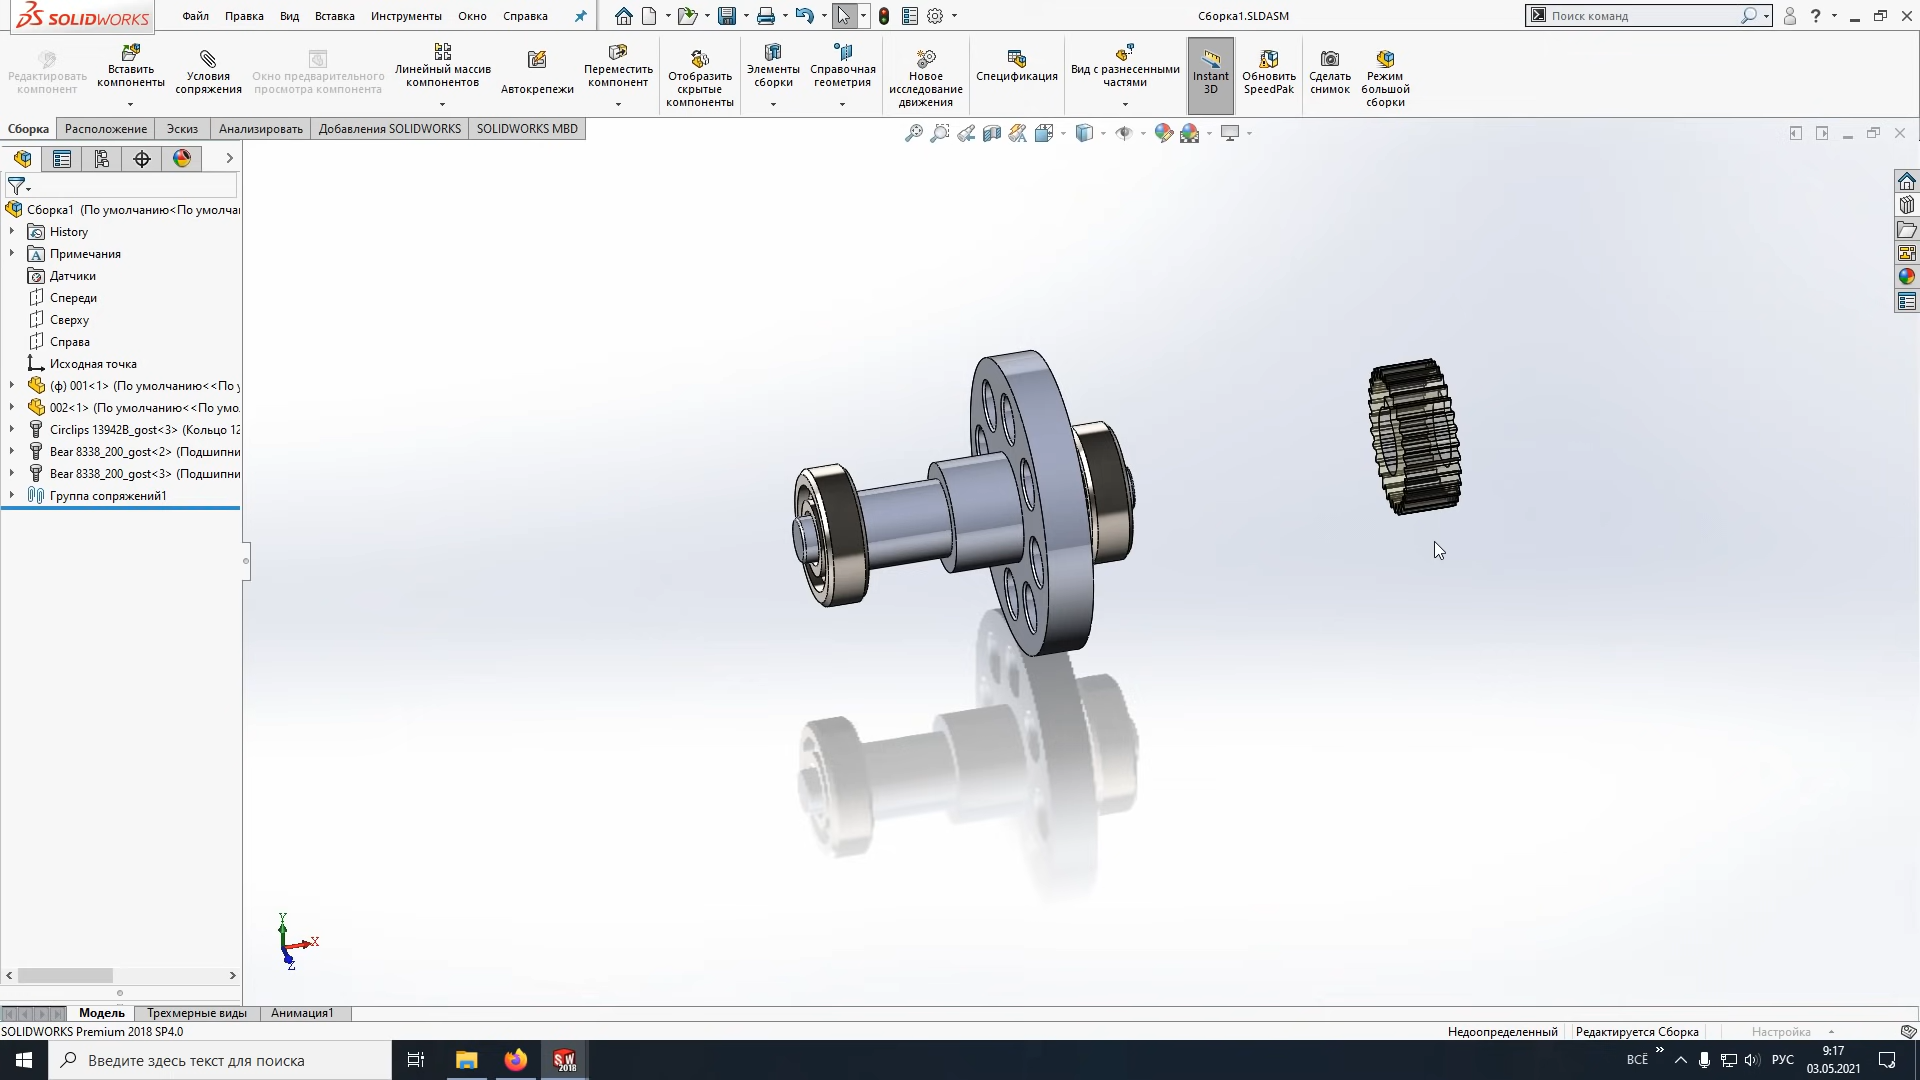 SOLIDWORKS
Файл Правка Вид Вставка Инструменты Окно Справка
Сборка1.SLDASM
Поиск команд
Редактировать компонент
Вставить компоненты
Условия сопряжения
Окно предварительного просмотра компонента
Линейный массив компонентов
Автокрепежи
Переместить компонент
Отобразить скрытые компоненты
Элементы сборки
Справочная геометрия
Новое исследование движения
Спецификация
Вид с разнесенными частями
Instant 3D
Обновить SpeedPak
Сделать снимок
Режим большой сборки
Сборка Расположение Эскиз Анализировать Добавления SOLIDWORKS SOLIDWORKS MBD
Сборка1 (По умолчанию<По умолча
History
Примечания
Датчики
Спереди
Сверху
Справа
Исходная точка
(ф) 001<1> (По умолчанию<<По у
002<1> (По умолчанию<<По умо
Circlips 13942B_gost<3> (Кольцо 12
Bear 8338_200_gost<2> (Подшипни
Bear 8338_200_gost<3> (Подшипни
Группа сопряжений1
Y
X
Z
Модель Трехмерные виды Анимация1
SOLIDWORKS Premium 2018 SP4.0
Недоопределенный Редактируется Сборка Настройка
Введите здесь текст для поиска
SW 2018
ВСЁ
РУС
9:17
03.05.2021